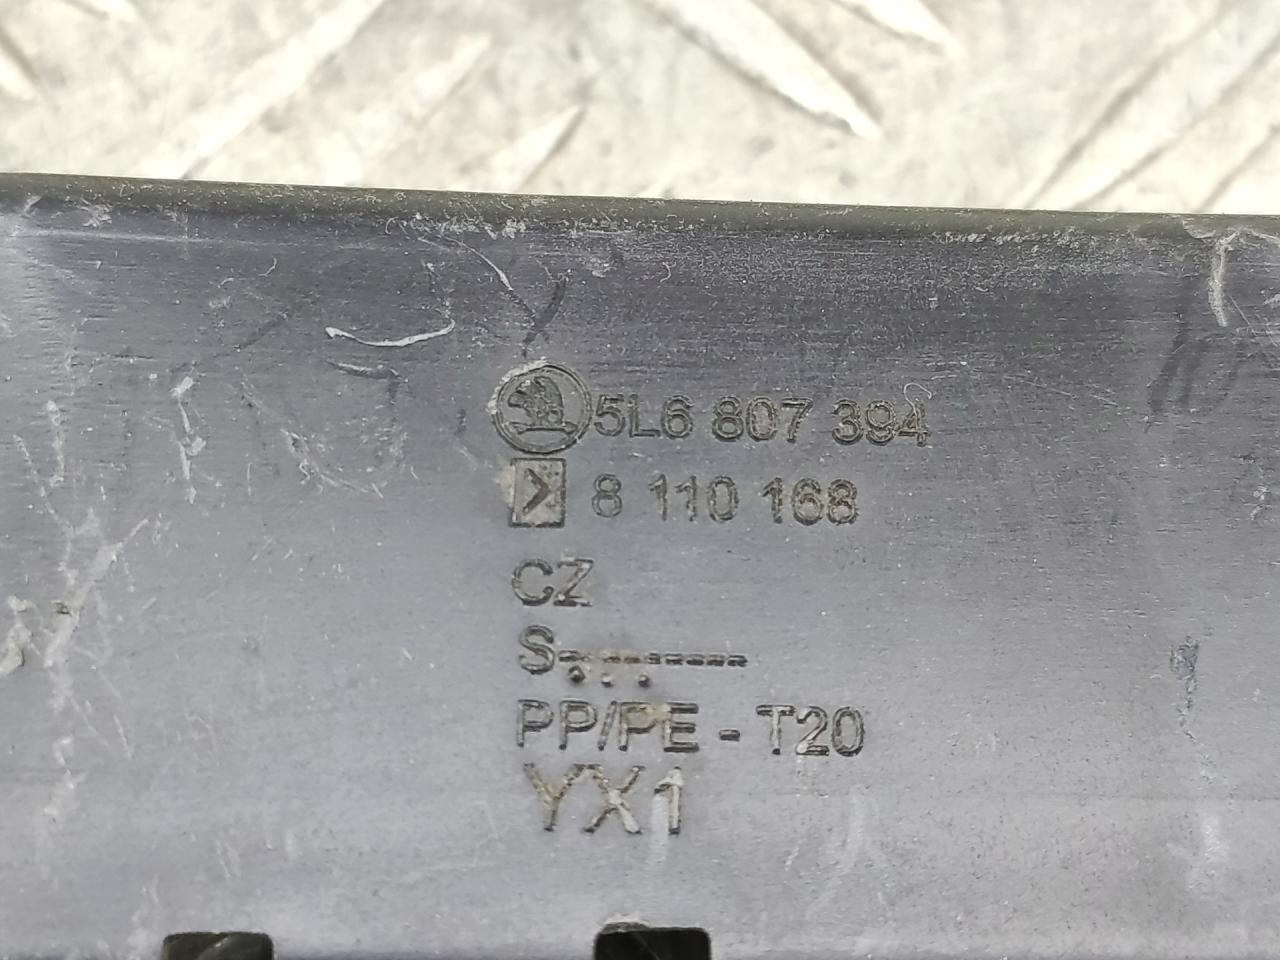 5L6 807 394
> 8 110 168
CZ
S----------
PP/PE - T20
YX1